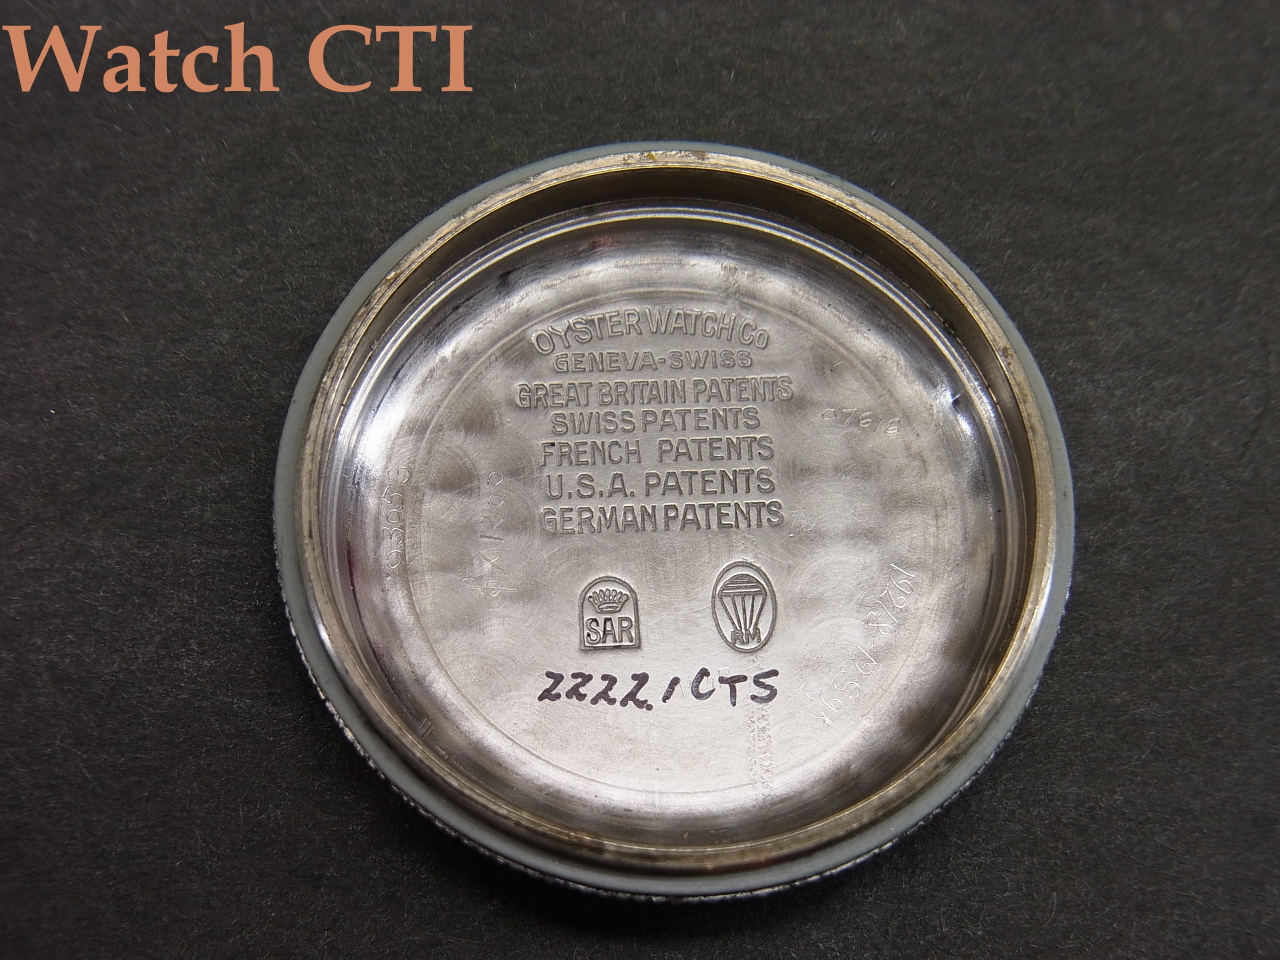 Watch CTI
OYSTER WATCH Co
GENEVA-SWISS
GREAT BRITAIN PATENTS
SWISS PATENTS
FRENCH PATENTS
U.S.A. PATENTS
GERMAN PATENTS
SAR
RM
2222.1CTS